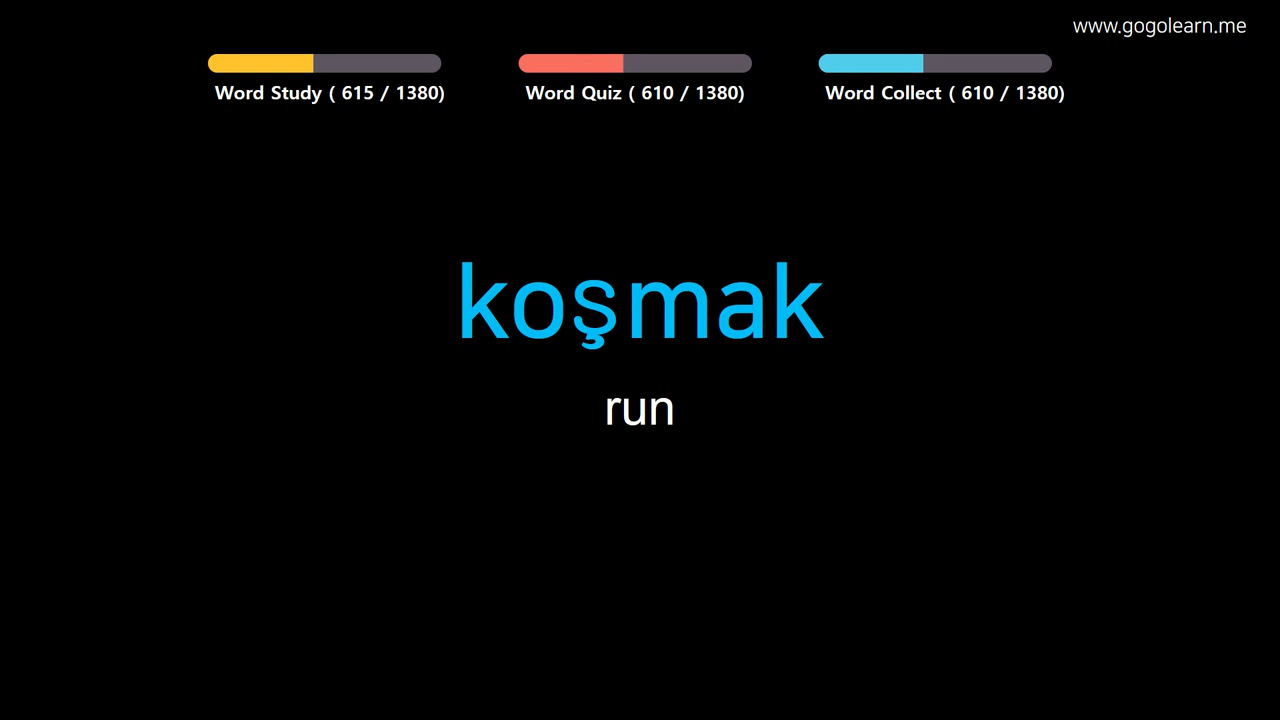 www.gogolearn.me
Word Study ( 615 / 1380)
Word Quiz ( 610 / 1380)
Word Collect ( 610 / 1380)
koşmak
run